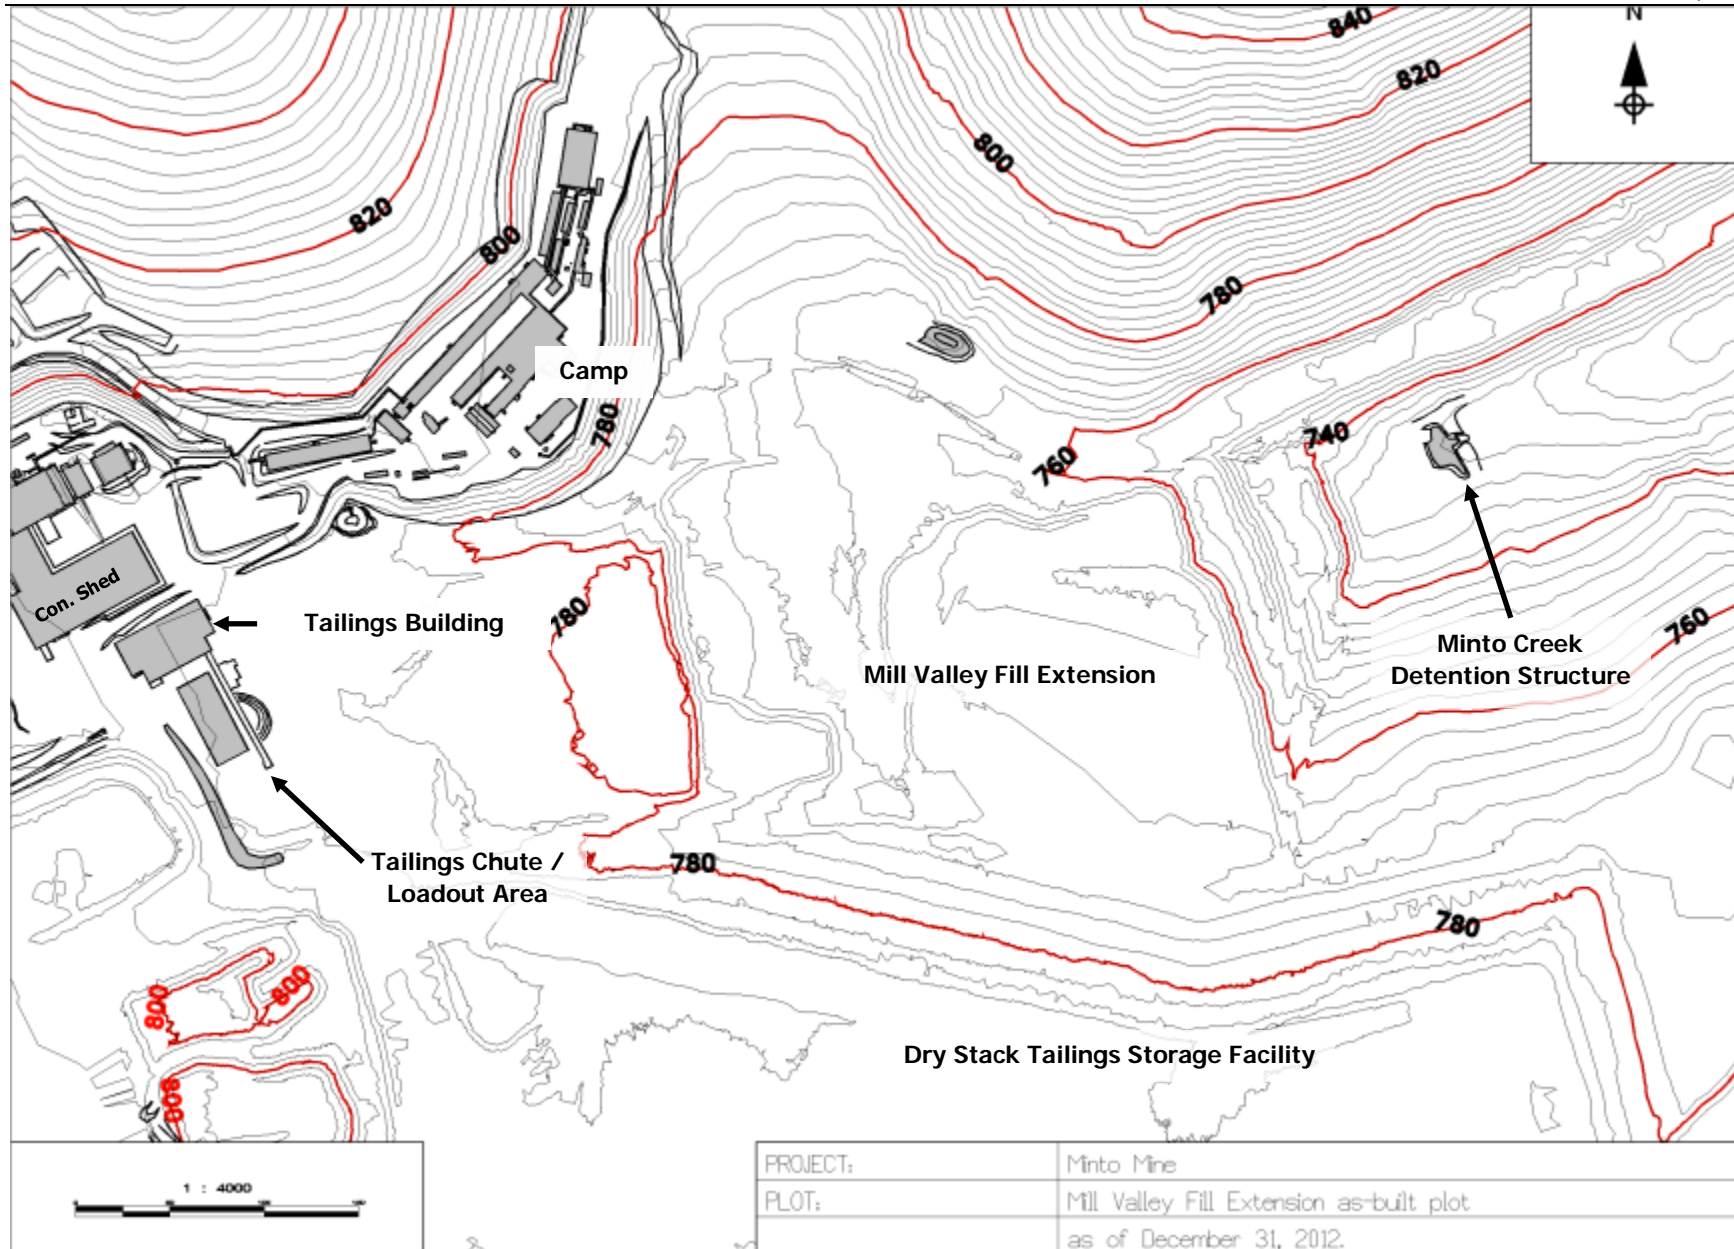 840
N
820
800
820
800
780
Camp
780
760
740
Con. Shed
Tailings Building
780
Mill Valley Fill Extension
Minto Creek
Detention Structure
760
Tailings Chute /
Loadout Area
780
780
800
800
Dry Stack Tailings Storage Facility
800
1 : 4000
PROJECT:
Minto Mine
PLOT:
Mill Valley Fill Extension as-built plot
as of December 31, 2012.